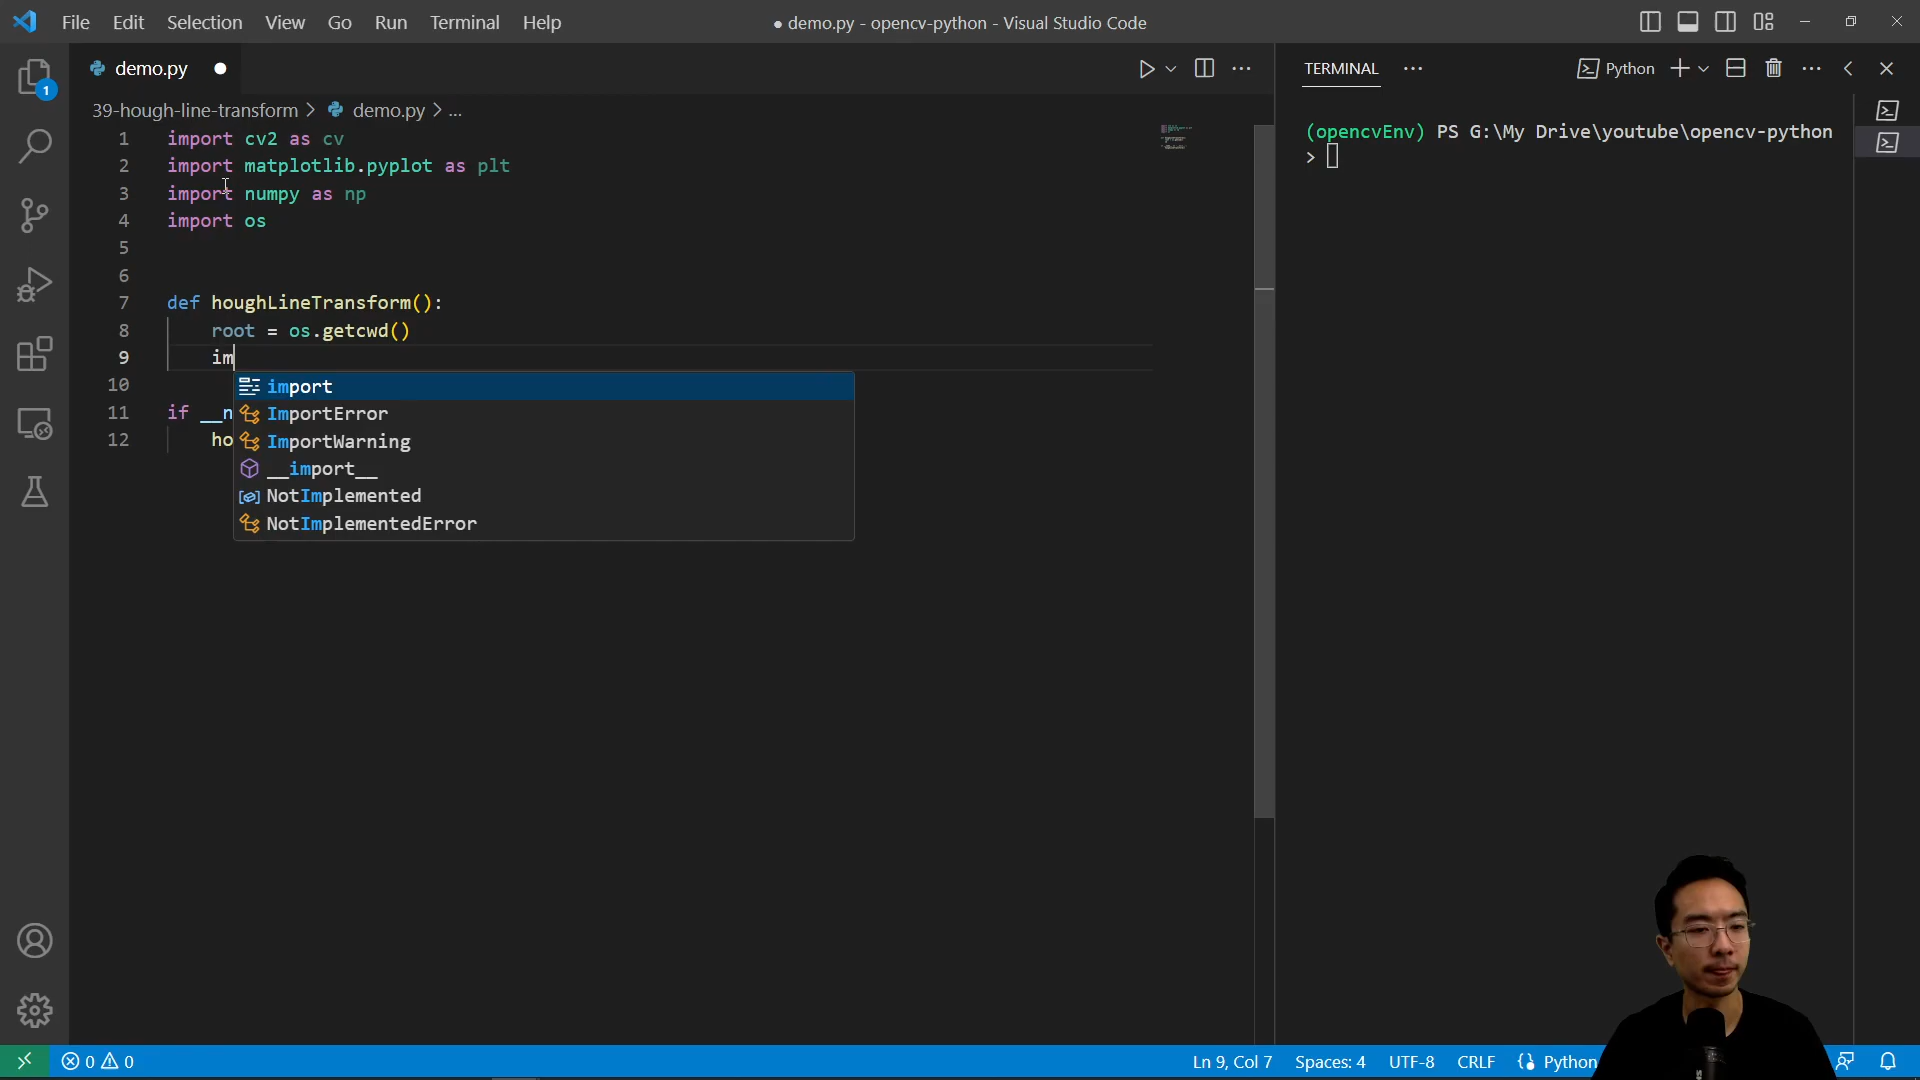 File Edit Selection View Go Run Terminal Help
● demo.py - opencv-python - Visual Studio Code
demo.py
TERMINAL
Python
1
39-hough-line-transform > demo.py > ...
1 import cv2 as cv
2 import matplotlib.pyplot as plt
3 import numpy as np
4 import os
5
6
7 def houghLineTransform():
8 root = os.getcwd()
9 im
10
11 if __n
12 ho
import
ImportError
ImportWarning
__import__
NotImplemented
NotImplementedError
(opencvEnv) PS G:\My Drive\youtube\opencv-python
>
0 0
Ln 9, Col 7 Spaces: 4 UTF-8 CRLF Python